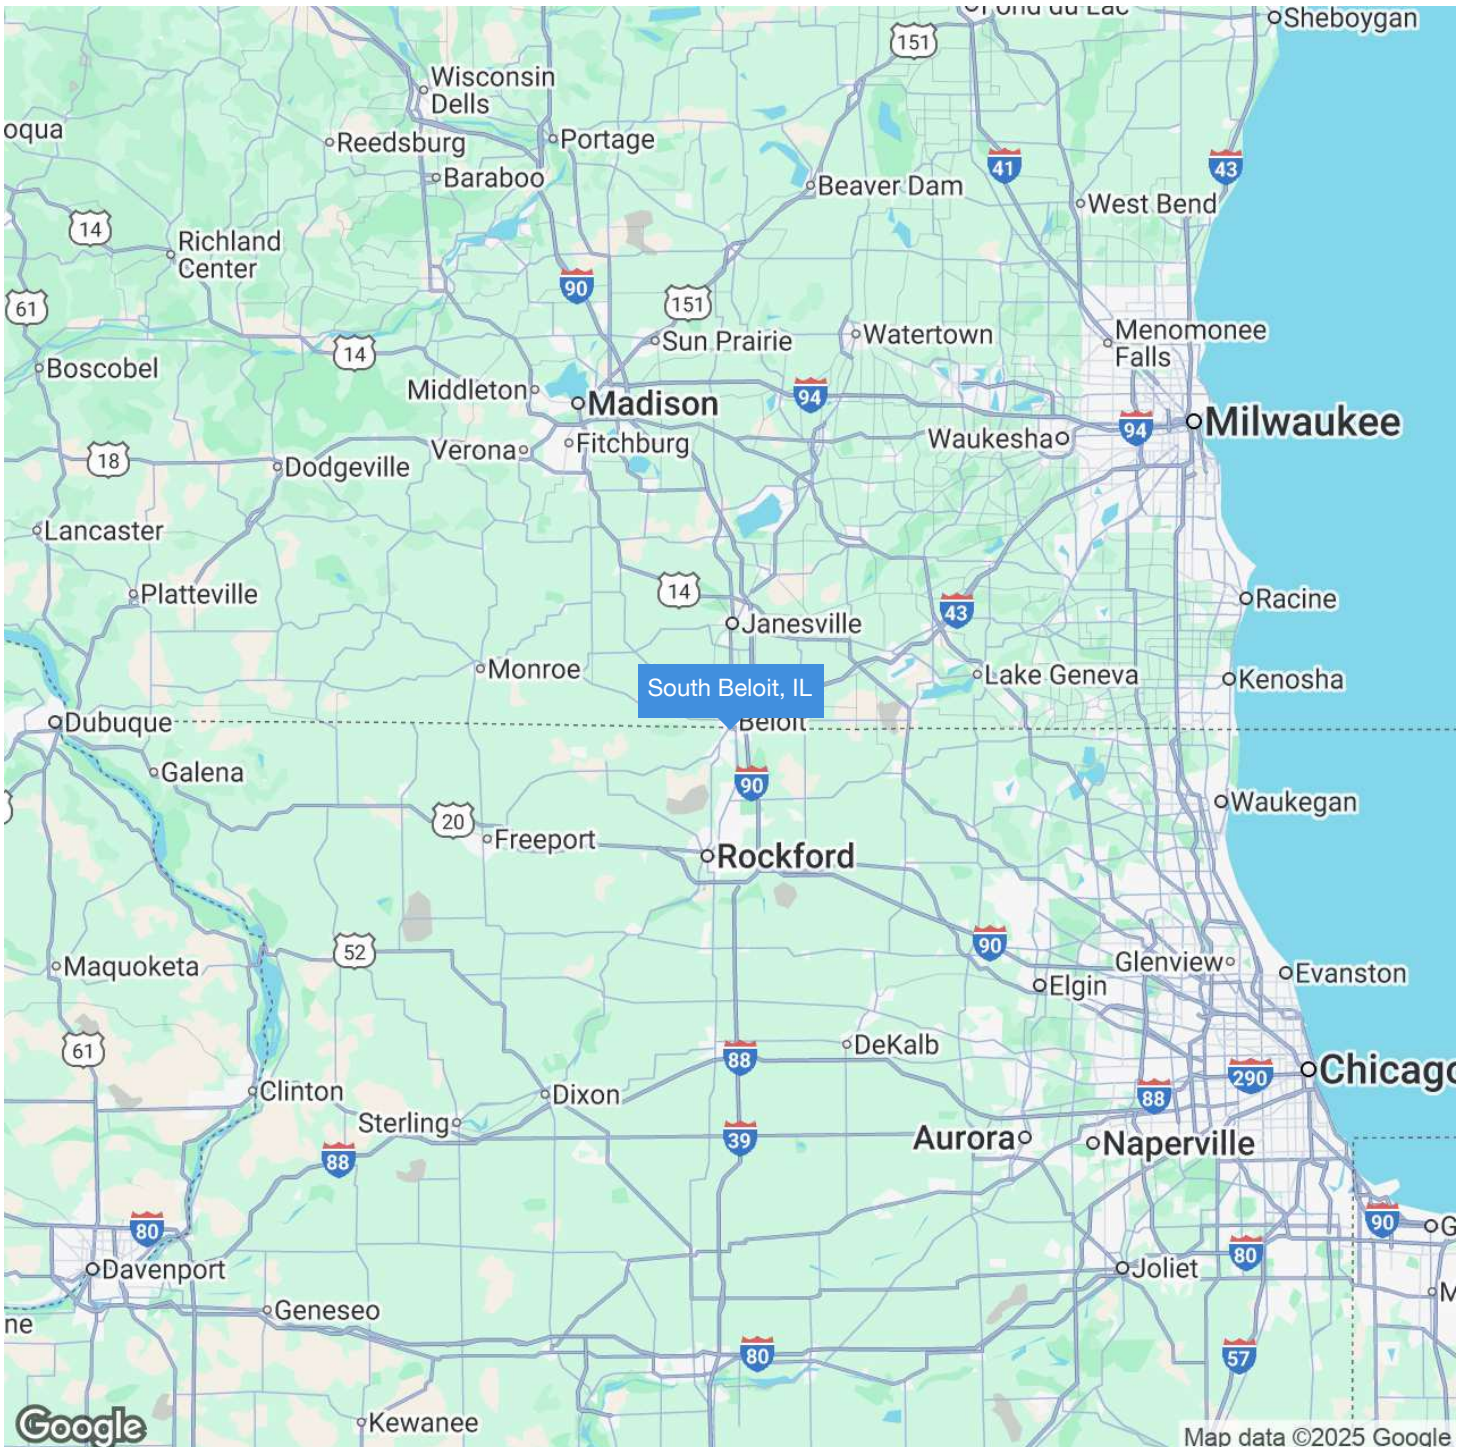 Fond du Lac
Sheboygan
151
Wisconsin
Dells
oqua
Reedsburg
Portage
Baraboo
Beaver Dam
41
43
West Bend
14
Richland
Center
90
61
151
Sun Prairie
Watertown
Menomonee
Falls
14
Boscobel
Middleton
Madison
94
Milwaukee
94
Waukesha
Verona
Fitchburg
18
Dodgeville
Lancaster
Platteville
14
Janesville
43
Racine
Monroe
South Beloit, IL
Lake Geneva
Kenosha
Dubuque
Beloit
Galena
90
Waukegan
20
Freeport
Rockford
52
90
Maquoketa
Glenview
Evanston
Elgin
61
88
DeKalb
290
Chicago
Clinton
Dixon
88
Sterling
39
Aurora
Naperville
88
80
90
G
80
Davenport
Joliet
M
Geneseo
ne
80
57
Kewanee
Google
Map data ©2025 Google